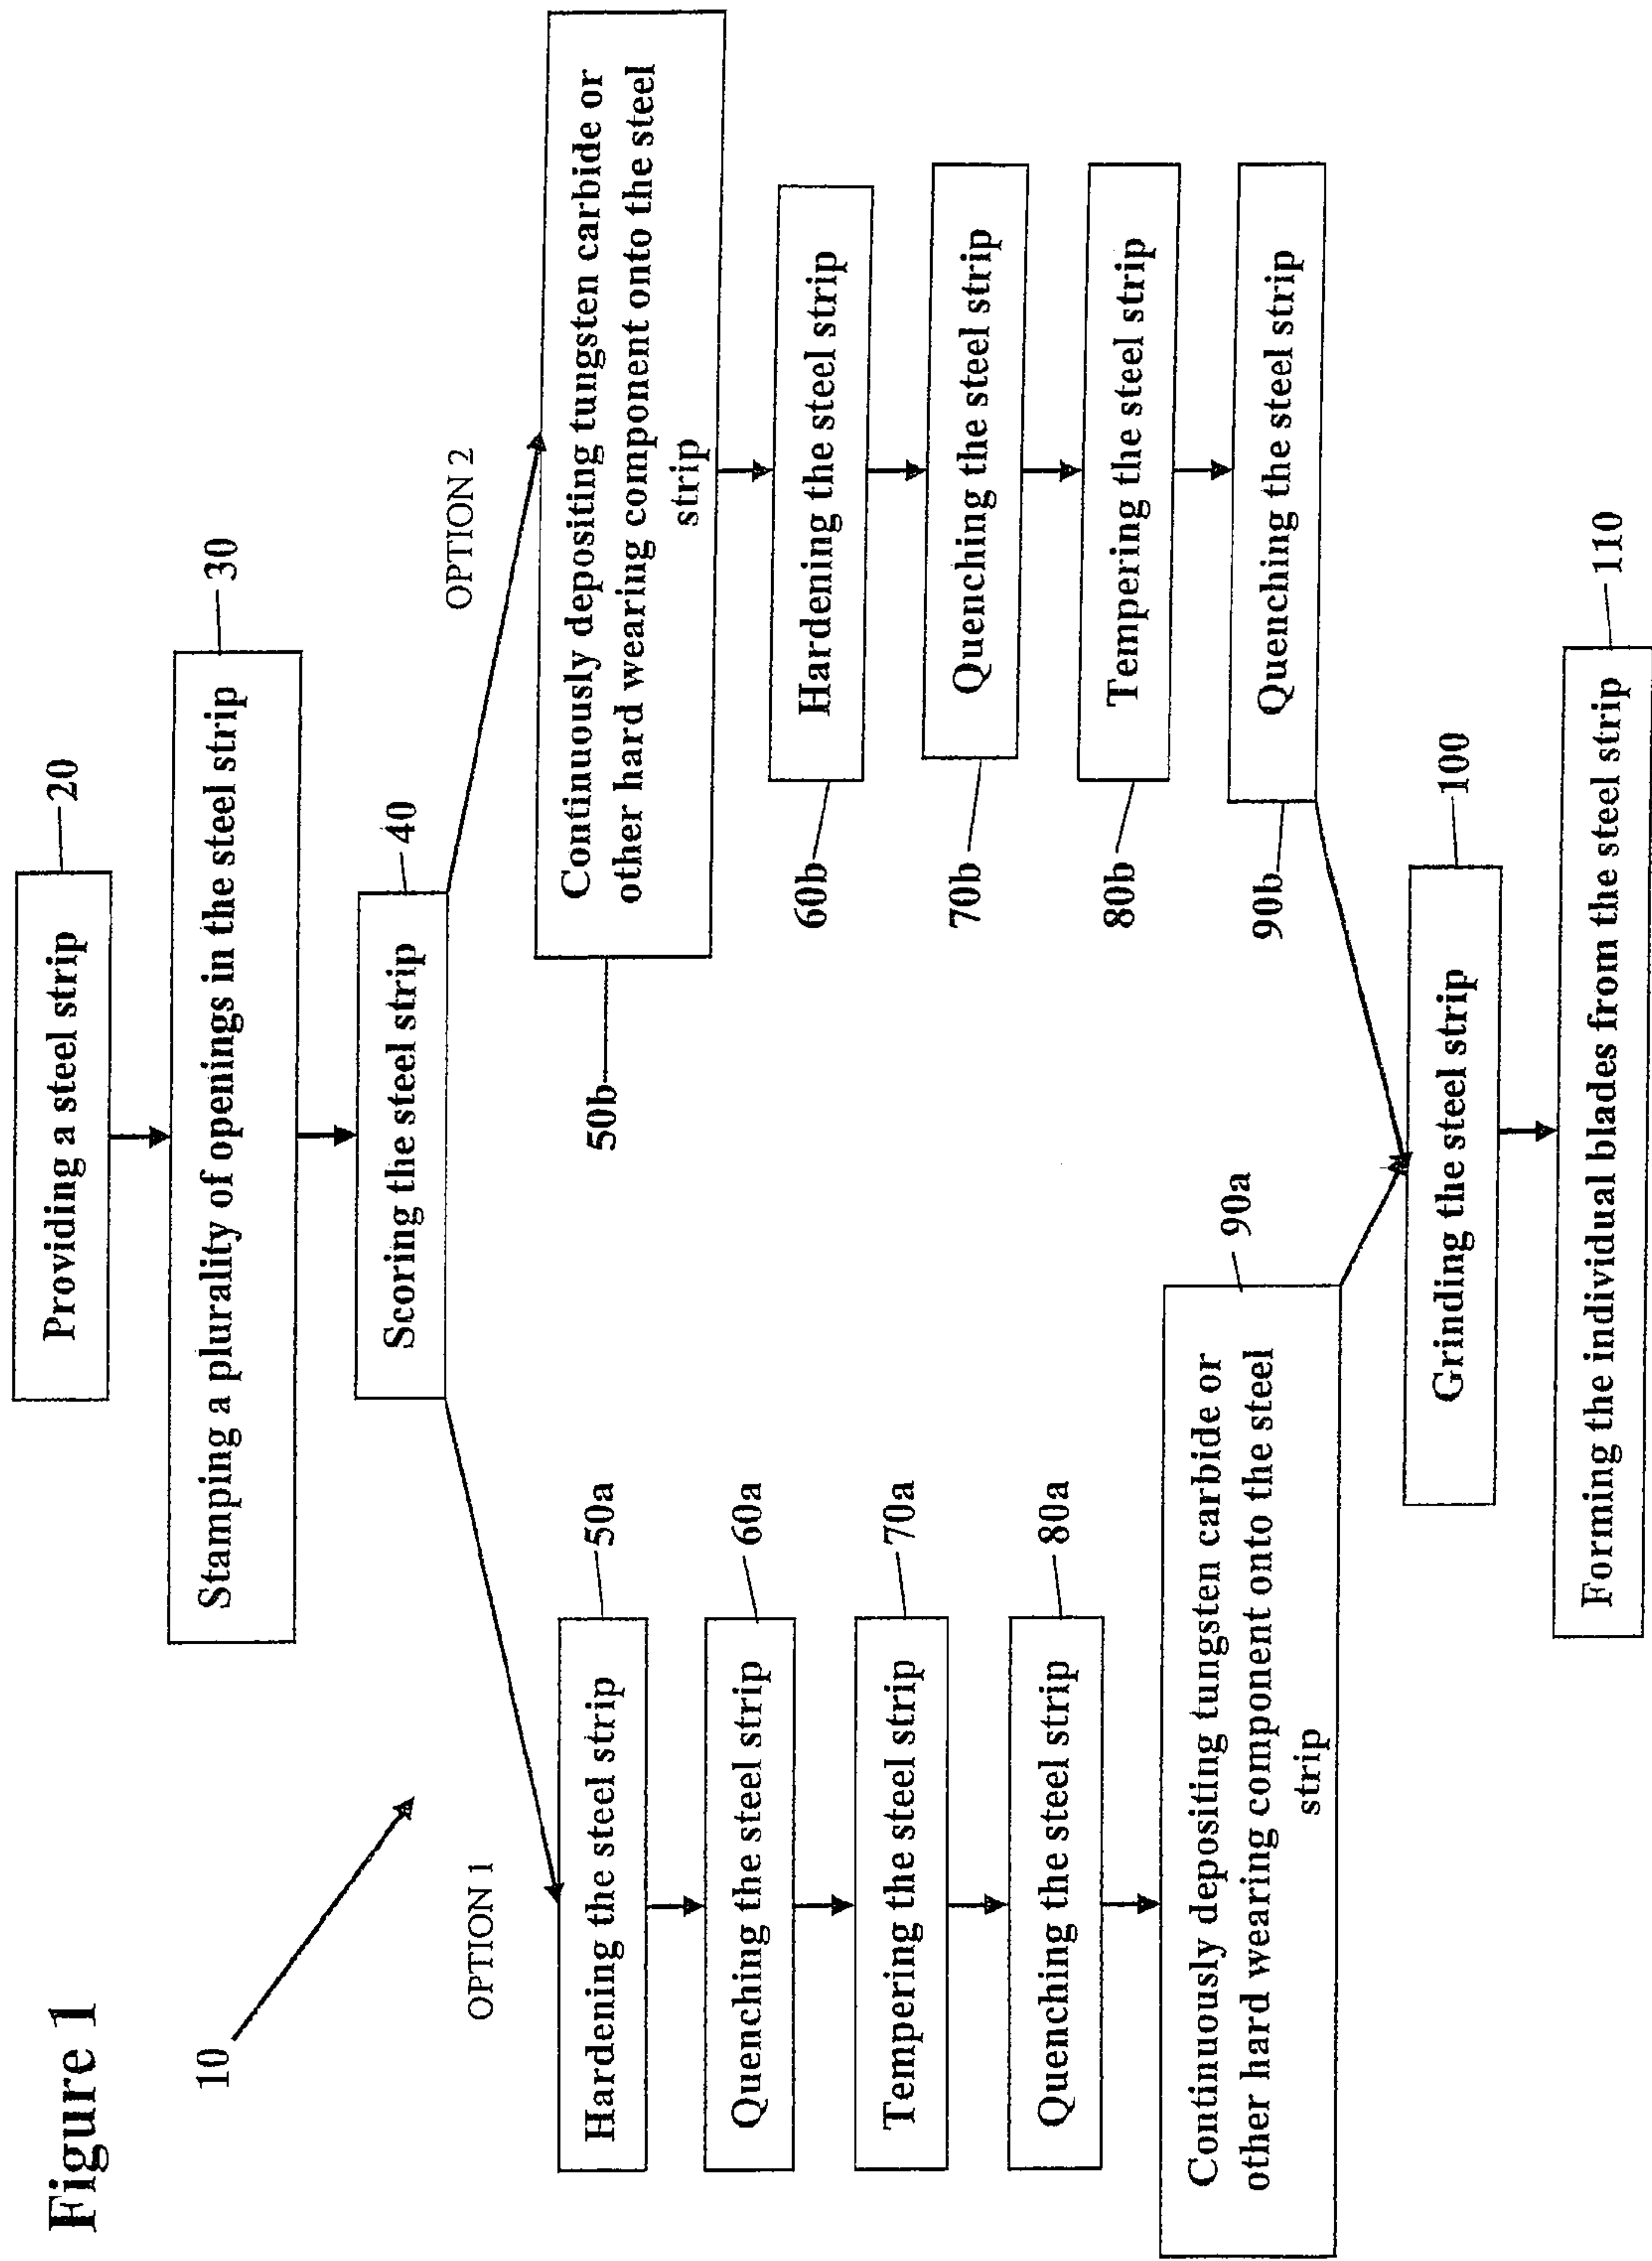 Figure 1
10
Providing a steel strip
20
Stamping a plurality of openings in the steel strip
30
Scoring the steel strip
40
OPTION 1
Hardening the steel strip
50a
Quenching the steel strip
60a
Tempering the steel strip
70a
Quenching the steel strip
80a
Continuously depositing tungsten carbide or
other hard wearing component onto the steel
strip
90a
OPTION 2
Continuously depositing tungsten carbide or
other hard wearing component onto the steel
strip
50b
Hardening the steel strip
60b
Quenching the steel strip
70b
Tempering the steel strip
80b
Quenching the steel strip
90b
Grinding the steel strip
100
Forming the individual blades from the steel strip
110